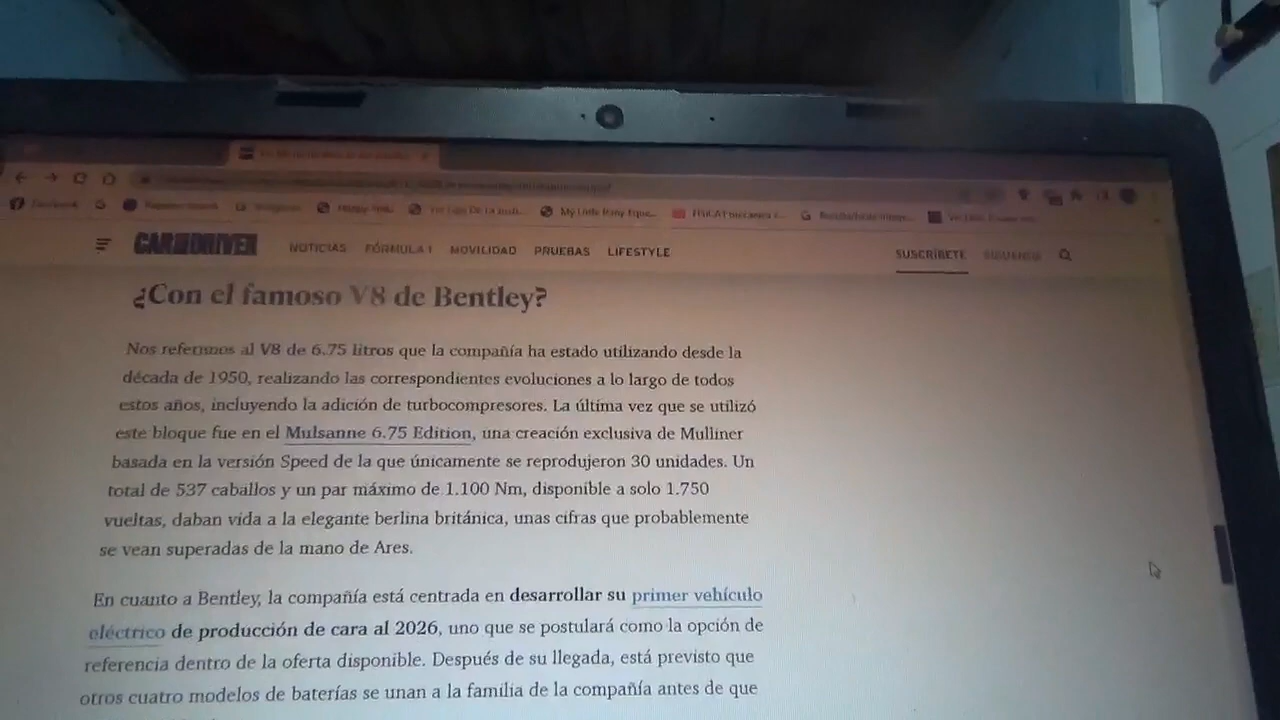 Facebook
My Little Pony Eque...
CAR AND DRIVER
NOTICIAS FÓRMULA 1 MOVILIDAD PRUEBAS LIFESTYLE
SUSCRÍBETE SÍGUENOS
¿Con el famoso V8 de Bentley?
Nos referimos al V8 de 6.75 litros que la compañía ha estado utilizando desde la
década de 1950, realizando las correspondientes evoluciones a lo largo de todos
estos años, incluyendo la adición de turbocompresores. La última vez que se utilizó
este bloque fue en el Mulsanne 6.75 Edition, una creación exclusiva de Mulliner
basada en la versión Speed de la que únicamente se reprodujeron 30 unidades. Un
total de 537 caballos y un par máximo de 1.100 Nm, disponible a solo 1.750
vueltas, daban vida a la elegante berlina británica, unas cifras que probablemente
se vean superadas de la mano de Ares.
En cuanto a Bentley, la compañía está centrada en desarrollar su primer vehículo
eléctrico de producción de cara al 2026, uno que se postulará como la opción de
referencia dentro de la oferta disponible. Después de su llegada, está previsto que
otros cuatro modelos de baterías se unan a la familia de la compañía antes de que